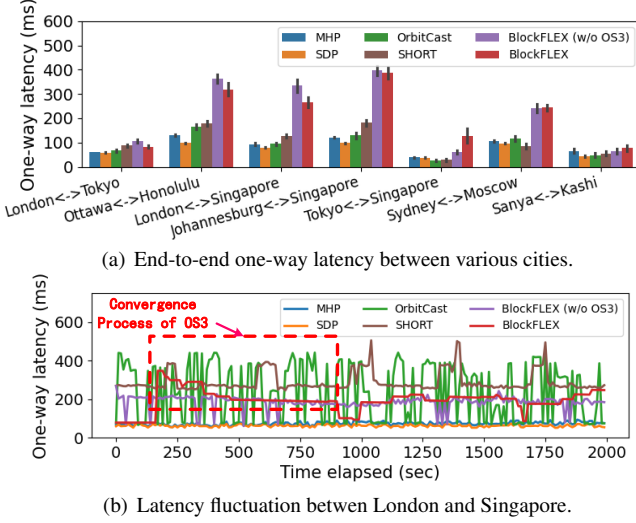 600
500
400
300
200
100
0
One-way latency (ms)
MHP
SDP
OrbitCast
SHORT
BlockFLEX (w/o OS3)
BlockFLEX
London<->Tokyo
Ottawa<->Honolulu
London<->Singapore
Johannesburg<->Singapore
Tokyo<->Singapore
Sydney<->Moscow
Sanya<->Kashi
(a) End-to-end one-way latency between various cities.
One-way latency (ms)
600
400
200
0
Convergence
Process of OS3
MHP
SDP
OrbitCast
SHORT
BlockFLEX (w/o OS3)
BlockFLEX
0 250 500 750 1000 1250 1500 1750 2000
Time elapsed (sec)
(b) Latency fluctuation betwen London and Singapore.